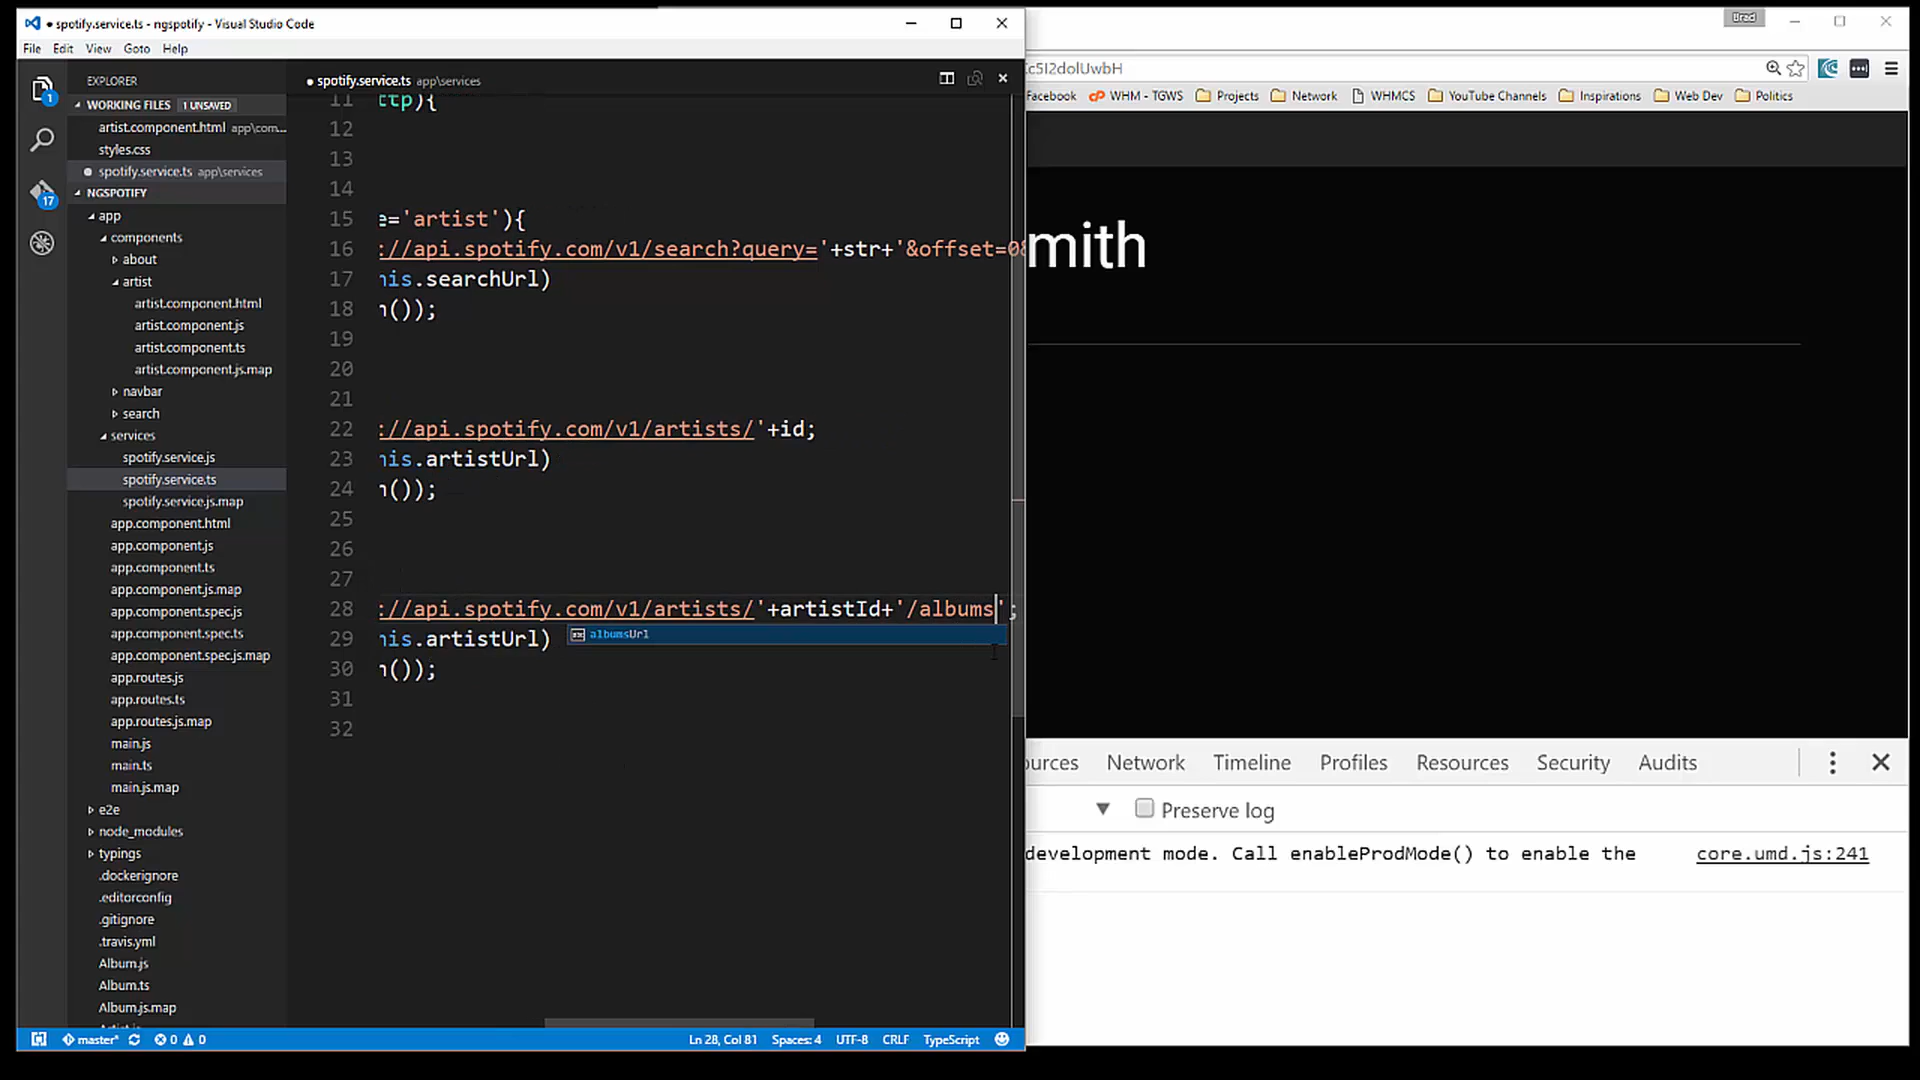 spotify.service.ts - ngspotify - Visual Studio Code
File Edit View Goto Help
EXPLORER
WORKING FILES 1 UNSAVED
artist.component.html app\com...
styles.css
spotify.service.ts app\services
NGSPOTIFY
app
components
about
artist
artist.component.html
artist.component.js
artist.component.ts
artist.component.js.map
navbar
search
services
spotify.service.js
spotify.service.ts
spotify.service.js.map
app.component.html
app.component.js
app.component.ts
app.component.js.map
app.component.spec.js
app.component.spec.ts
app.component.spec.js.map
app.routes.js
app.routes.ts
app.routes.js.map
main.js
main.ts
main.js.map
e2e
node_modules
typings
.dockerignore
.editorconfig
.gitignore
.travis.yml
Album.js
Album.ts
Album.js.map
1
17
spotify.service.ts app\services
11 ttp){
12
13
14
15 e='artist'){
16 ://api.spotify.com/v1/search?query='+str+'&offset=0&
17 his.searchUrl)
18 n());
19
20
21
22 ://api.spotify.com/v1/artists/'+id;
23 his.artistUrl)
24 n());
25
26
27
28 ://api.spotify.com/v1/artists/'+artistId+'/albums';
albumsUrl
29 his.artistUrl)
30 n());
31
32
master* 0 0 Ln 28, Col 81 Spaces: 4 UTF-8 CRLF TypeScript
Brad
c5I2dolUwbH
Facebook WHM - TGWS Projects Network WHMCS YouTube Channels Inspirations Web Dev Politics
mith
ources Network Timeline Profiles Resources Security Audits
Preserve log
development mode. Call enableProdMode() to enable the core.umd.js:241